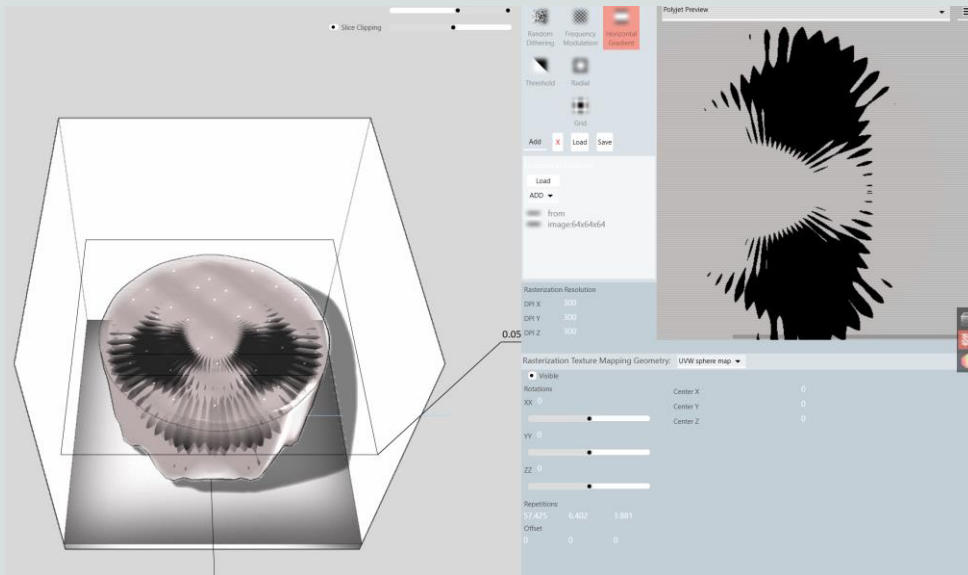 Slice Clipping
0.05
Random Dithering
Frequency Modulation
Horizontal Gradient
Threshold
Radial
Grid
Add X Load Save
Load
ADD
from
image:64x64x64
Rasterization Resolution
DPI X 300
DPI Y 300
DPI Z 300
Polyjet Preview
Rasterization Texture Mapping Geometry: UVW sphere map
Visible
Rotations
XX 0
YY 0
ZZ 0
Center X 0
Center Y 0
Center Z 0
Repetitions
57.425 6.402 3.881
Offset
0 0 0